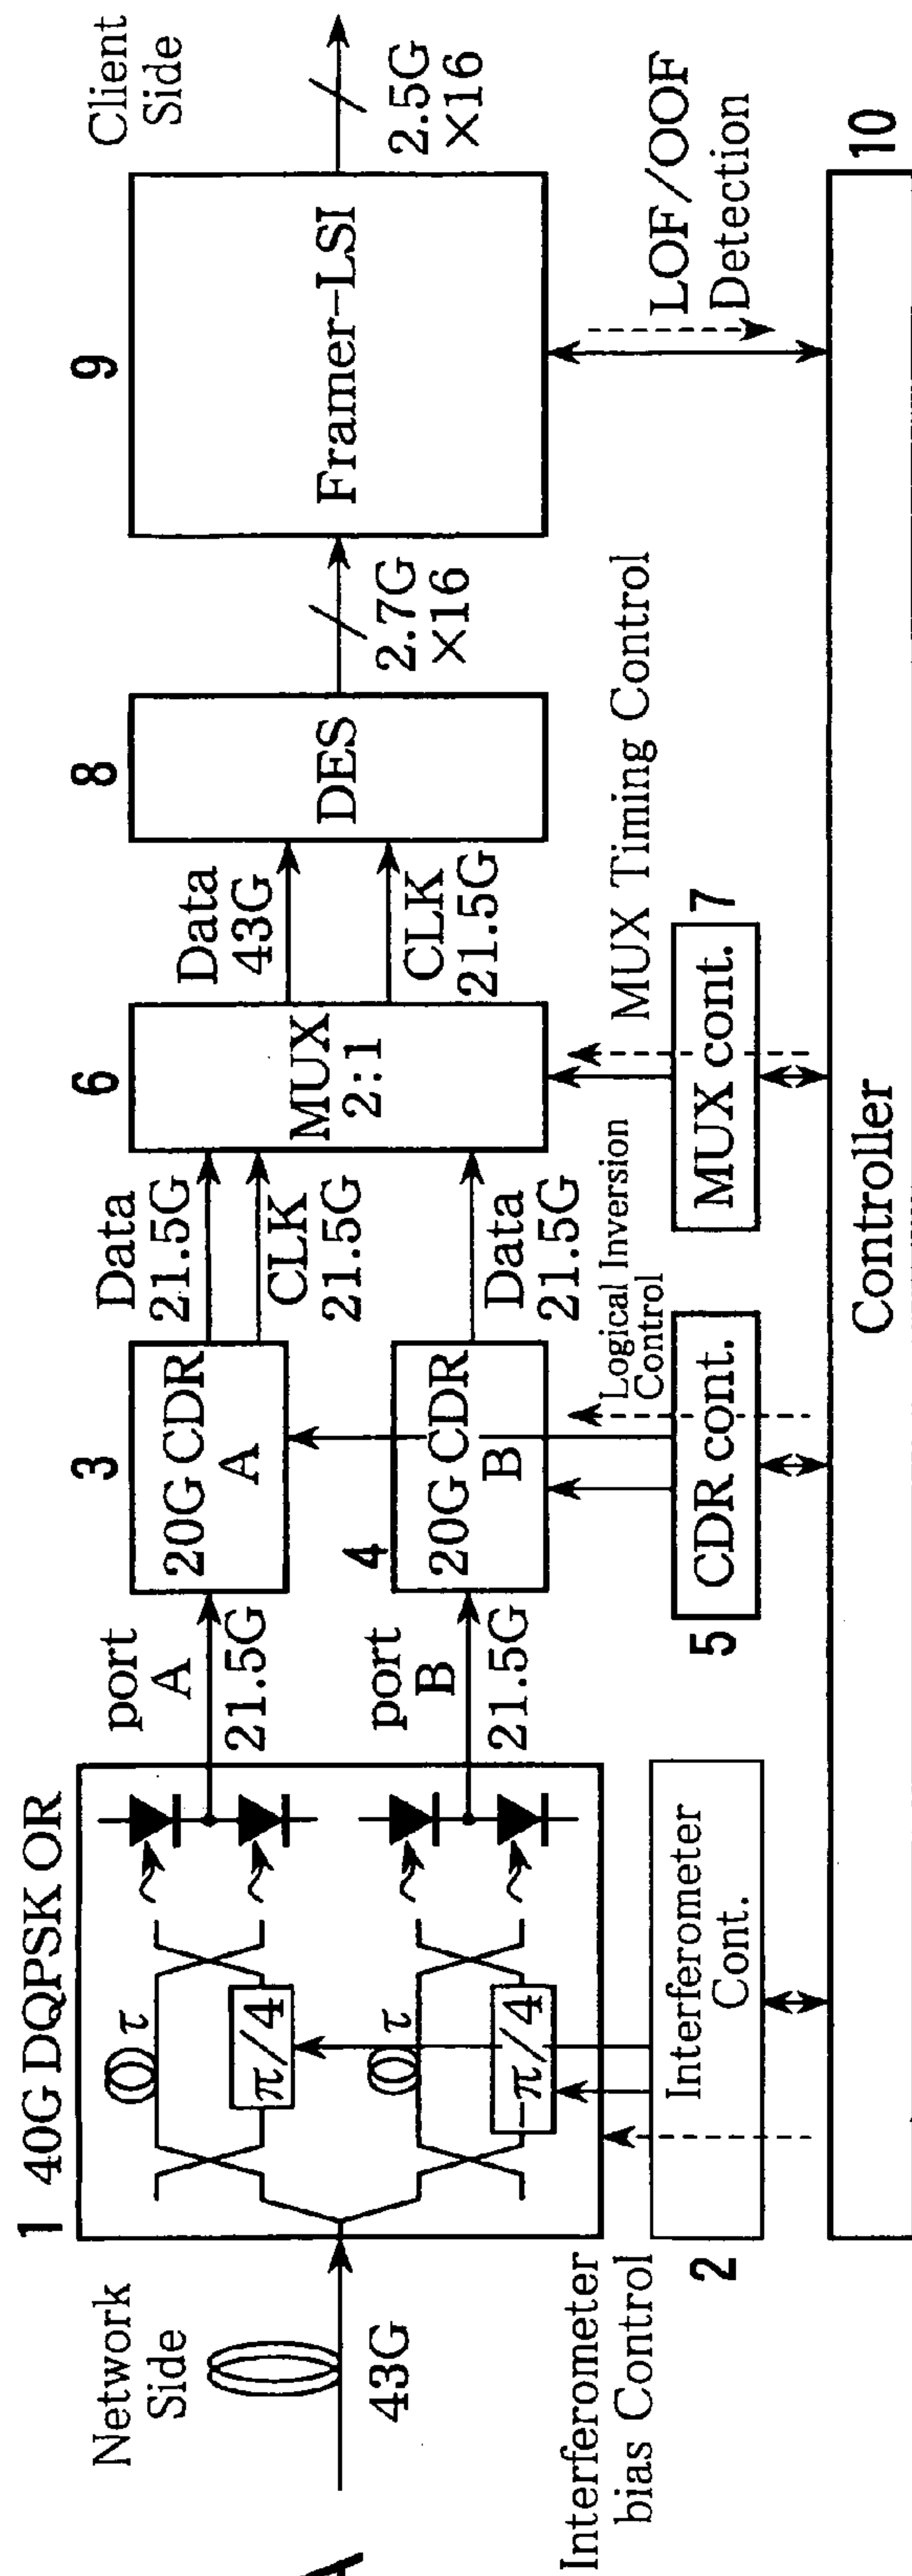 1 40G DQPSK OR
Network
Side
43G
τ
π/4
τ
-π/4
port
A
21.5G
port
B
21.5G
Interferometer
bias Control
2
Interferometer
Cont.
3
20G CDR
A
4
20G CDR
B
5
CDR cont.
Logical Inversion
Control
Data
21.5G
CLK
21.5G
Data
21.5G
6
MUX
2:1
7
MUX cont.
MUX Timing Control
Data
43G
CLK
21.5G
8
DES
2.7G
×16
9
Framer-LSI
LOF/OOF
Detection
Client
Side
2.5G
×16
10
Controller